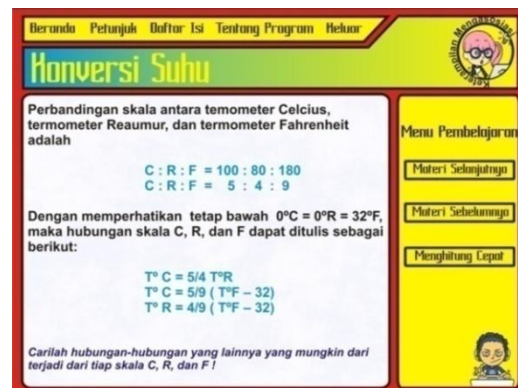 Beranda Petunjuk Daftar Isi Tentang Program Keluar
Keterampilan Mengasosiasi
Konversi Suhu
Perbandingan skala antara temometer Celcius,
termometer Reaumur, dan termometer Fahrenheit
adalah
C : R : F = 100 : 80 : 180
C : R : F = 5 : 4 : 9
Dengan memperhatikan tetap bawah 0ºC = 0ºR = 32ºF,
maka hubungan skala C, R, dan F dapat ditulis sebagai
berikut:
Tº C = 5/4 TºR
Tº C = 5/9 ( TºF – 32)
Tº R = 4/9 ( TºF – 32)
Carilah hubungan-hubungan yang lainnya yang mungkin dari
terjadi dari tiap skala C, R, dan F !
Menu Pembelajaran
Materi Selanjutnya
Materi Sebelumnya
Menghitung Cepat